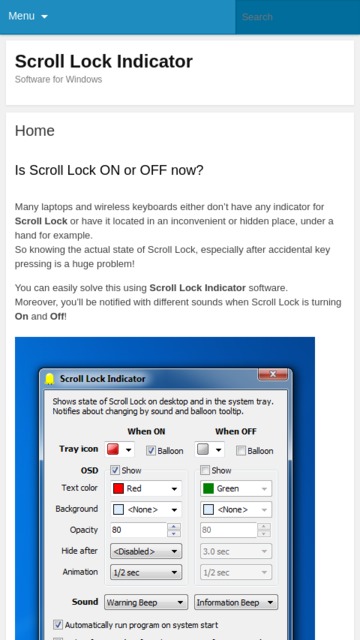 Menu
Search
Scroll Lock Indicator
Software for Windows
Home
Is Scroll Lock ON or OFF now?
Many laptops and wireless keyboards either don't have any indicator for
Scroll Lock or have it located in an inconvenient or hidden place, under a
hand for example.
So knowing the actual state of Scroll Lock, especially after accidental key
pressing is a huge problem!
You can easily solve this using Scroll Lock Indicator software.
Moreover, you'll be notified with different sounds when Scroll Lock is turning
On and Off!
Scroll Lock Indicator
Shows state of Scroll Lock on desktop and in the system tray.
Notifies about changing by sound and balloon tooltip.
When ON When OFF
Tray icon Balloon Balloon
OSD Show Show
Text color Red Green
Background <None> <None>
Opacity 80 80
Hide after <Disabled> 3.0 sec
Animation 1/2 sec 1/2 sec
Sound Warning Beep Information Beep
Automatically run program on system start